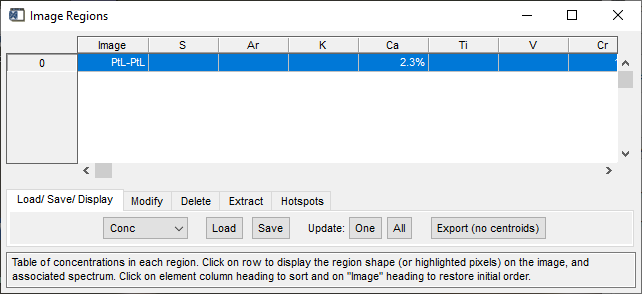 Image Regions
Image S Ar K Ca Ti V Cr
0 PtL-PtL 2.3%
Load/ Save/ Display Modify Delete Extract Hotspots
Conc Load Save Update: One All Export (no centroids)
Table of concentrations in each region. Click on row to display the region shape (or highlighted pixels) on the image, and
associated spectrum. Click on element column heading to sort and on "Image" heading to restore initial order.